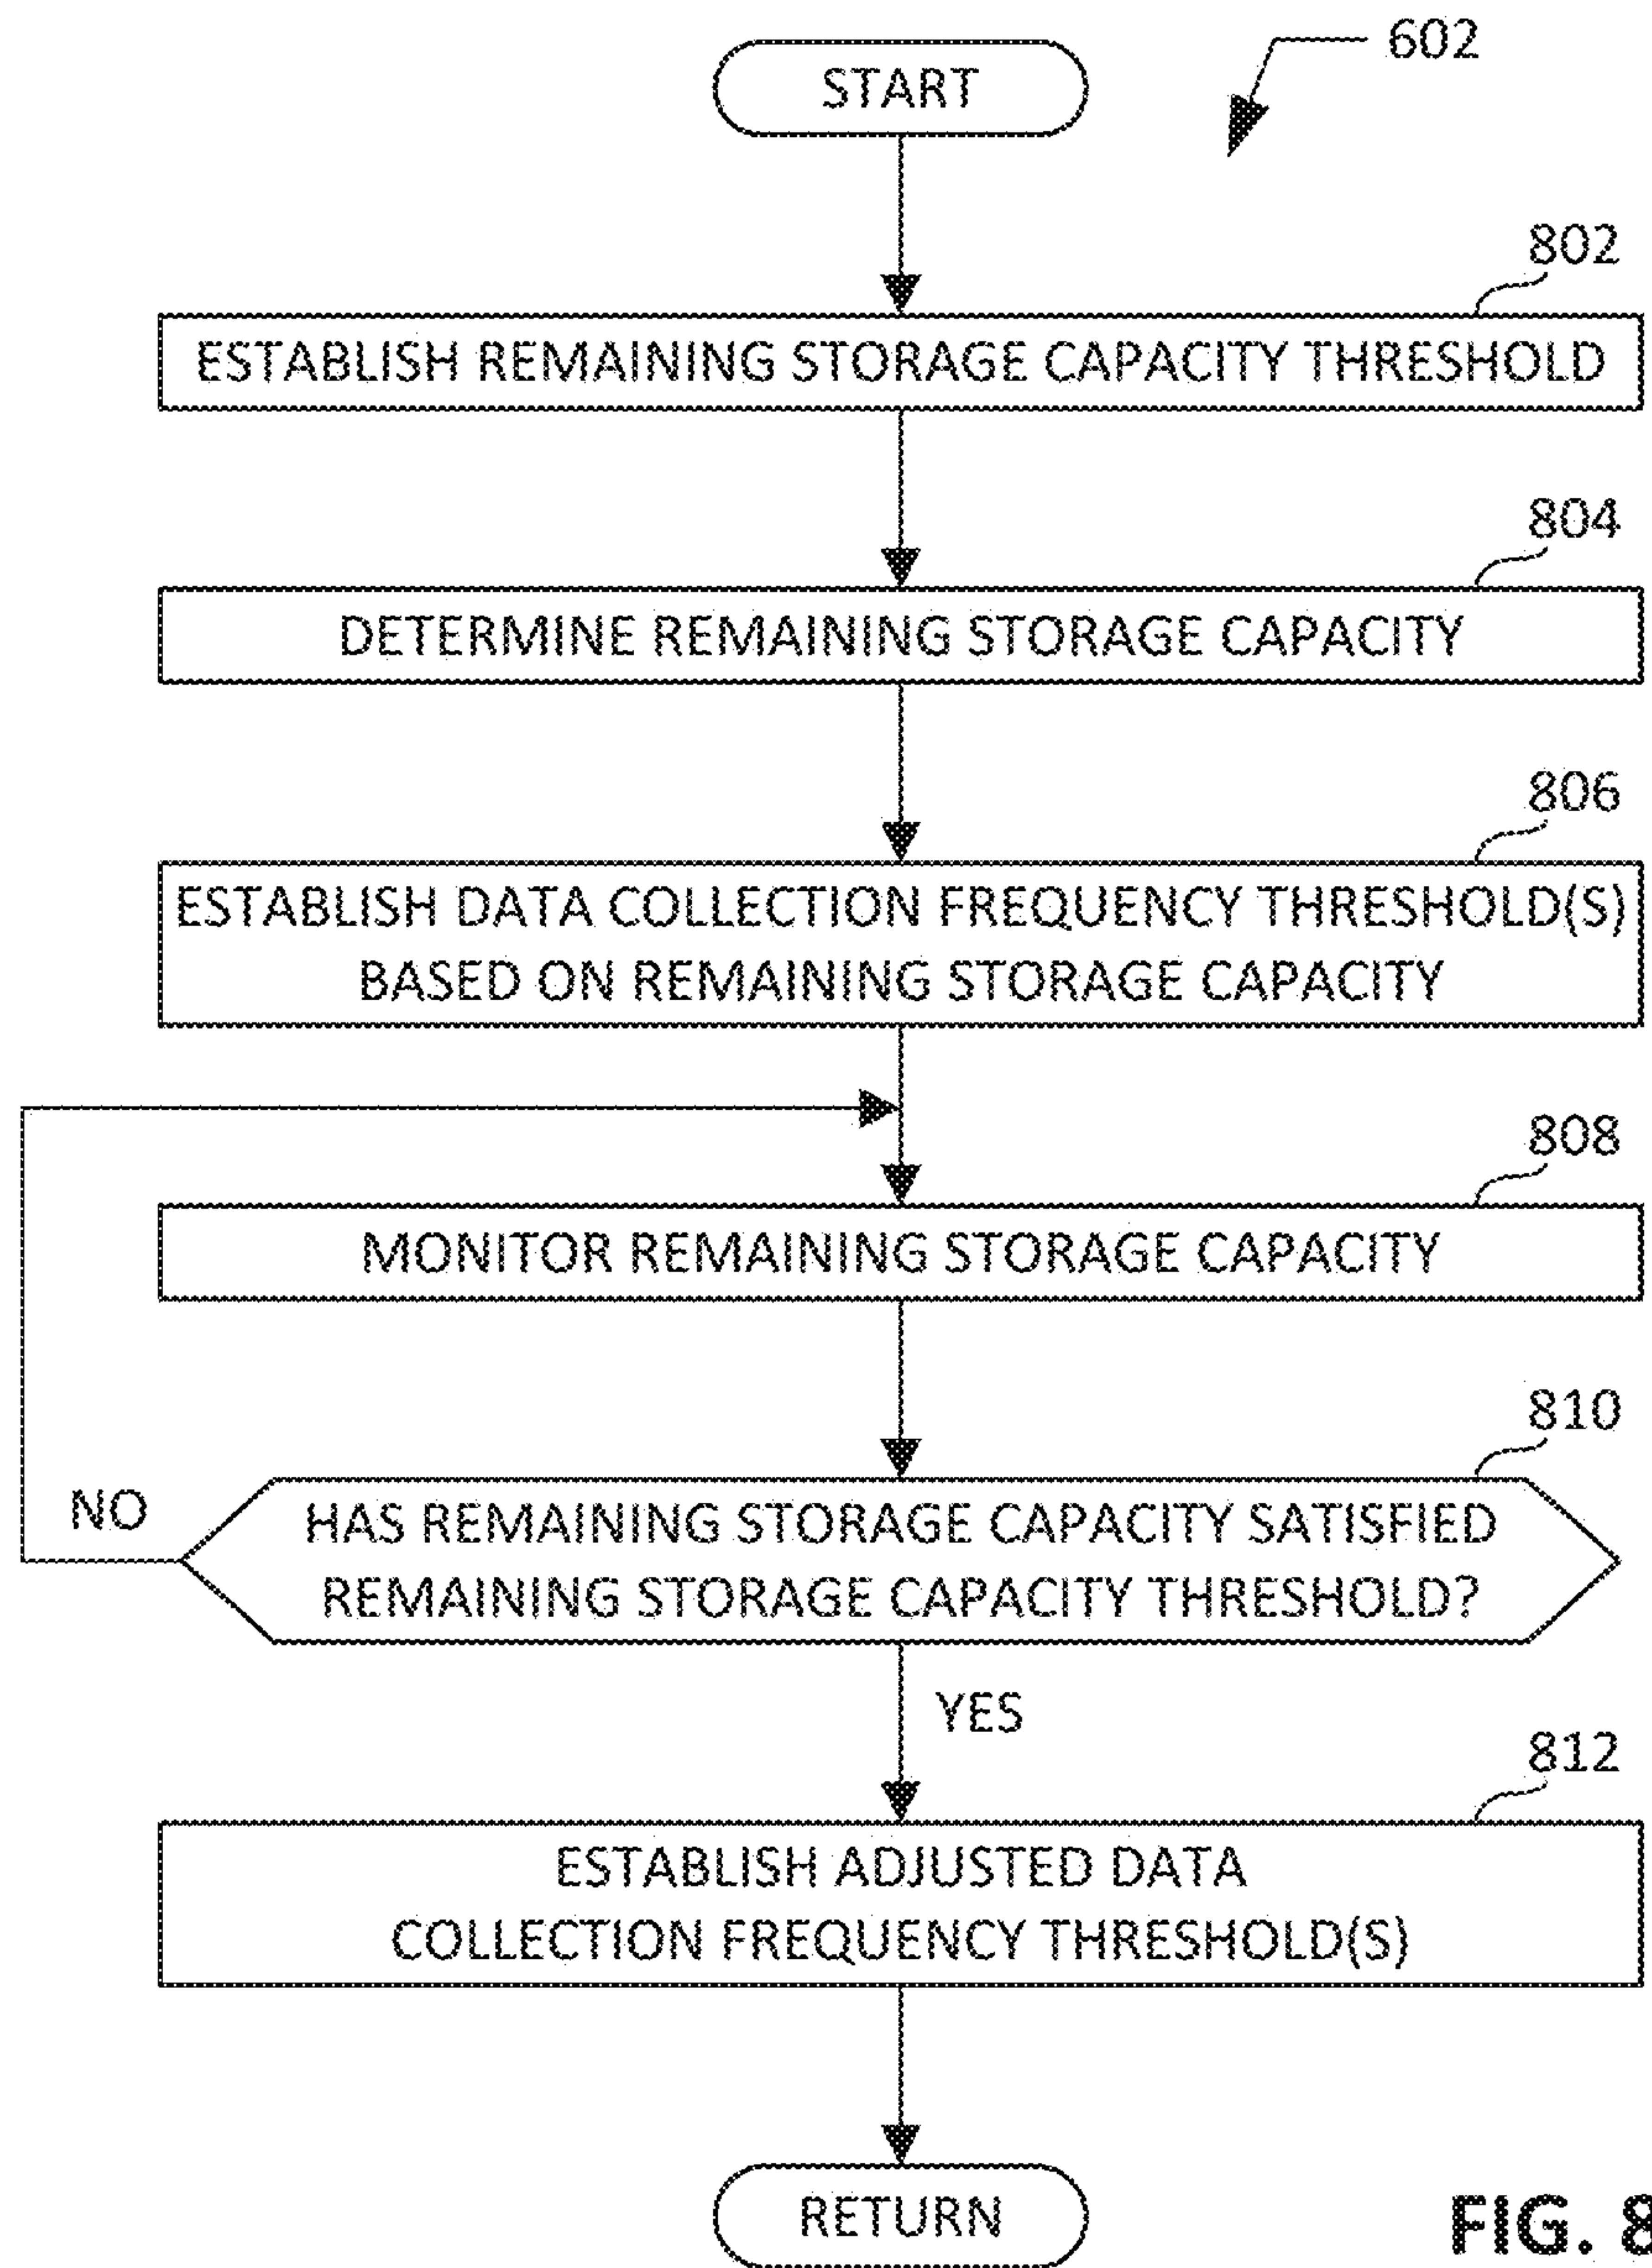 START
602
802
ESTABLISH REMAINING STORAGE CAPACITY THRESHOLD
804
DETERMINE REMAINING STORAGE CAPACITY
806
ESTABLISH DATA COLLECTION FREQUENCY THRESHOLD(S)
BASED ON REMAINING STORAGE CAPACITY
808
MONITOR REMAINING STORAGE CAPACITY
810
NO
HAS REMAINING STORAGE CAPACITY SATISFIED
REMAINING STORAGE CAPACITY THRESHOLD?
YES
812
ESTABLISH ADJUSTED DATA
COLLECTION FREQUENCY THRESHOLD(S)
RETURN
FIG. 8